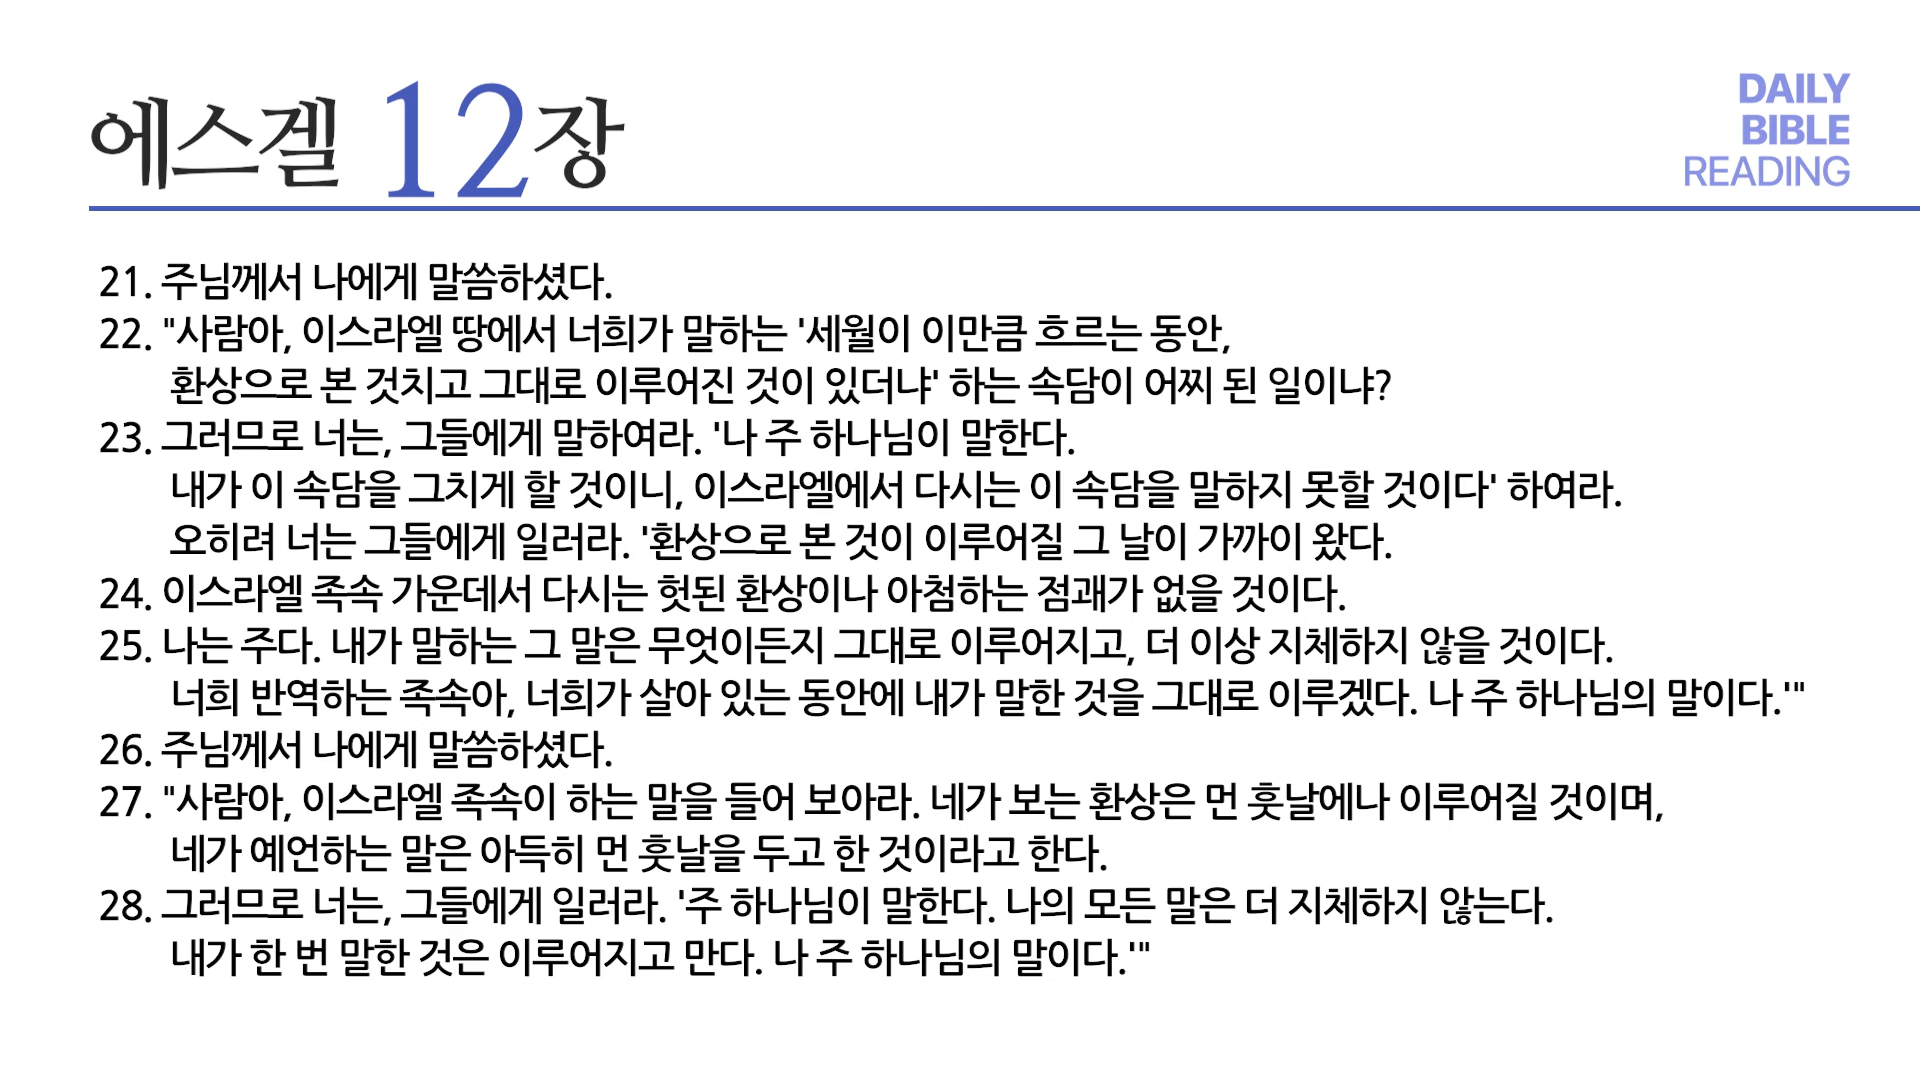 에스겔 12장
DAILY
BIBLE
READING
21. 주님께서 나에게 말씀하셨다.
22. "사람아, 이스라엘 땅에서 너희가 말하는 '세월이 이만큼 흐르는 동안,
환상으로 본 것치고 그대로 이루어진 것이 있더냐' 하는 속담이 어찌 된 일이냐?
23. 그러므로 너는, 그들에게 말하여라. '나 주 하나님이 말한다.
내가 이 속담을 그치게 할 것이니, 이스라엘에서 다시는 이 속담을 말하지 못할 것이다' 하여라.
오히려 너는 그들에게 일러라. '환상으로 본 것이 이루어질 그 날이 가까이 왔다.
24. 이스라엘 족속 가운데서 다시는 헛된 환상이나 아첨하는 점괘가 없을 것이다.
25. 나는 주다. 내가 말하는 그 말은 무엇이든지 그대로 이루어지고, 더 이상 지체하지 않을 것이다.
너희 반역하는 족속아, 너희가 살아 있는 동안에 내가 말한 것을 그대로 이루겠다. 나 주 하나님의 말이다.'"
26. 주님께서 나에게 말씀하셨다.
27. "사람아, 이스라엘 족속이 하는 말을 들어 보아라. 네가 보는 환상은 먼 훗날에나 이루어질 것이며,
네가 예언하는 말은 아득히 먼 훗날을 두고 한 것이라고 한다.
28. 그러므로 너는, 그들에게 일러라. '주 하나님이 말한다. 나의 모든 말은 더 지체하지 않는다.
내가 한 번 말한 것은 이루어지고 만다. 나 주 하나님의 말이다.'"